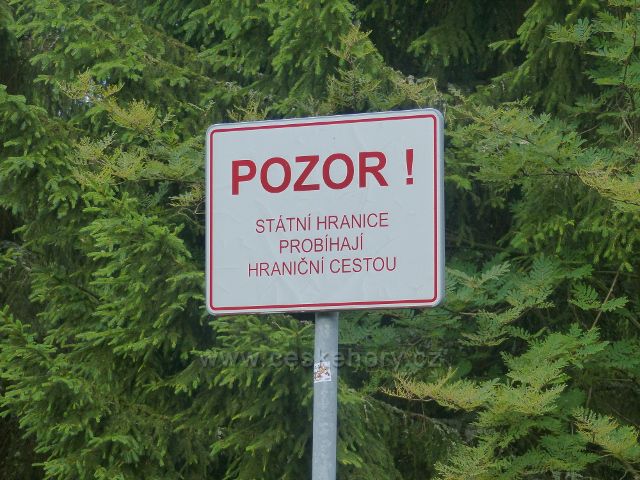 POZOR !
STÁTNÍ HRANICE
PROBÍHAJÍ
HRANIČNÍ CESTOU
www.ceskehory.cz